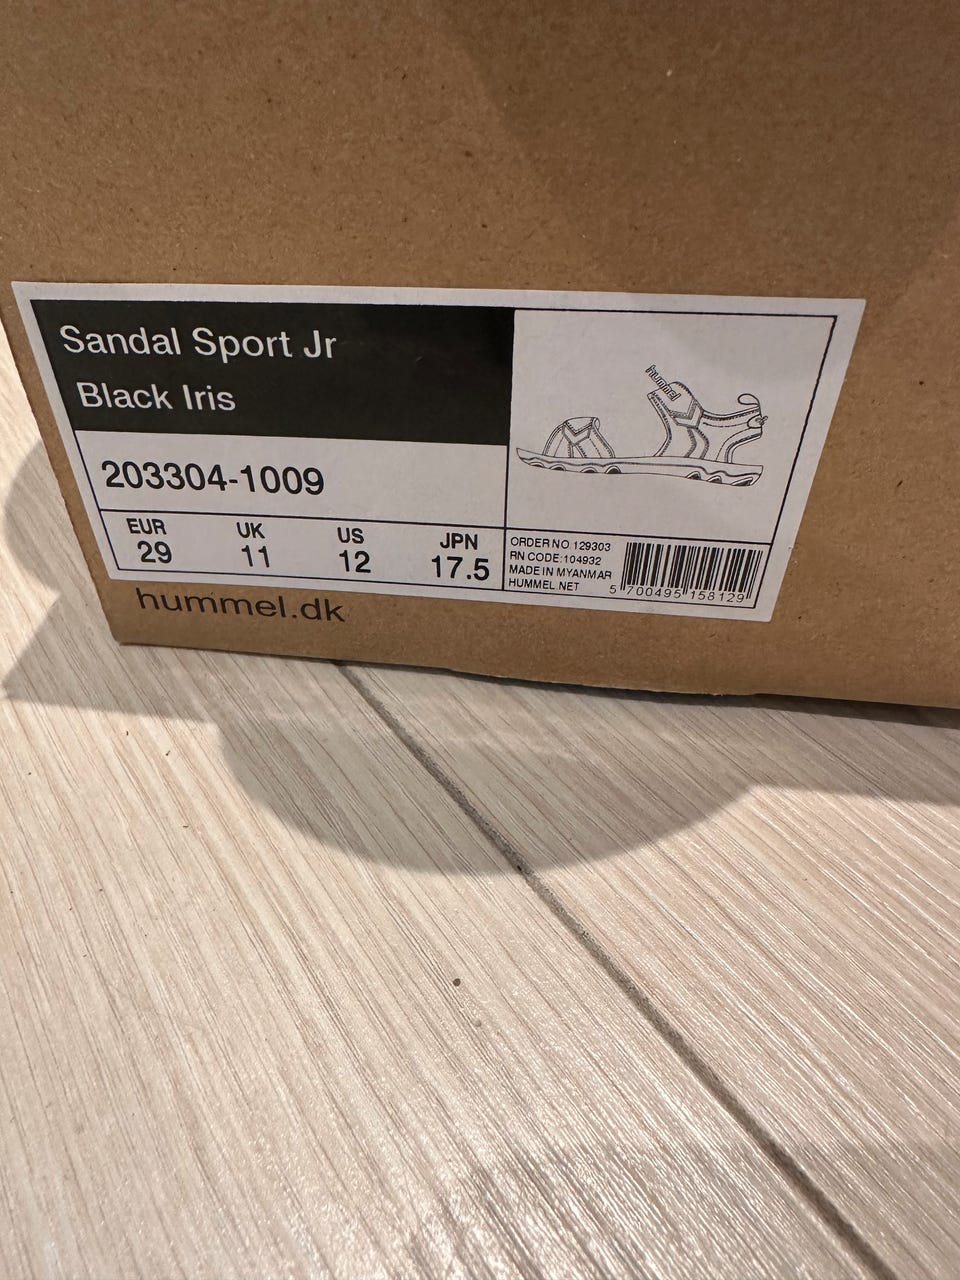 Sandal Sport Jr
Black Iris
203304-1009
EUR UK US JPN
29 11 12 17.5
hummel
ORDER NO.129303
RN CODE:104932
MADE IN MYANMAR
HUMMEL.NET
5 700495 158129
hummel.dk